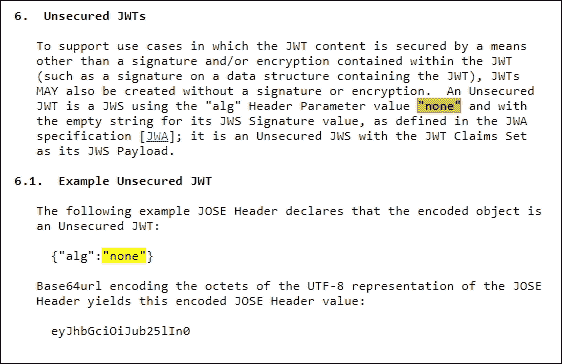 6. Unsecured JWTs
To support use cases in which the JWT content is secured by a means
other than a signature and/or encryption contained within the JWT
(such as a signature on a data structure containing the JWT), JWTs
MAY also be created without a signature or encryption. An Unsecured
JWT is a JWS using the "alg" Header Parameter value "none" and with
the empty string for its JWS Signature value, as defined in the JWA
specification [JWA]; it is an Unsecured JWS with the JWT Claims Set
as its JWS Payload.
6.1. Example Unsecured JWT
The following example JOSE Header declares that the encoded object is
an Unsecured JWT:
{"alg":"none"}
Base64url encoding the octets of the UTF-8 representation of the JOSE
Header yields this encoded JOSE Header value:
eyJhbGciOiJub25lIn0